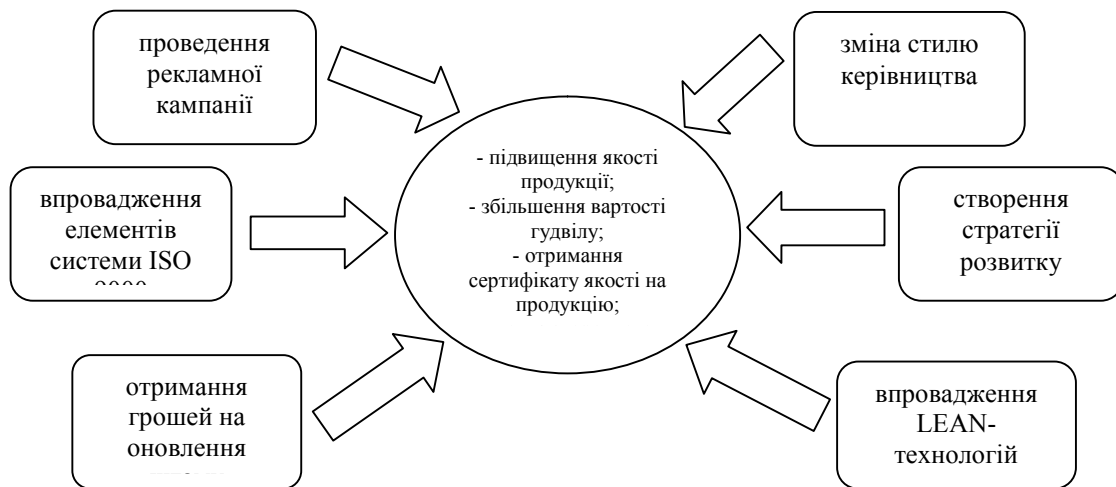 проведення
рекламної
кампанії
зміна стилю
керівництва
- підвищення якості
продукції;
- збільшення вартості
гудвілу;
- отримання
сертифікату якості на
продукцію;
впровадження
елементів
системи ISO
створення
стратегії
розвитку
отримання
грошей на
оновлення
впровадження
LEAN-
технологій